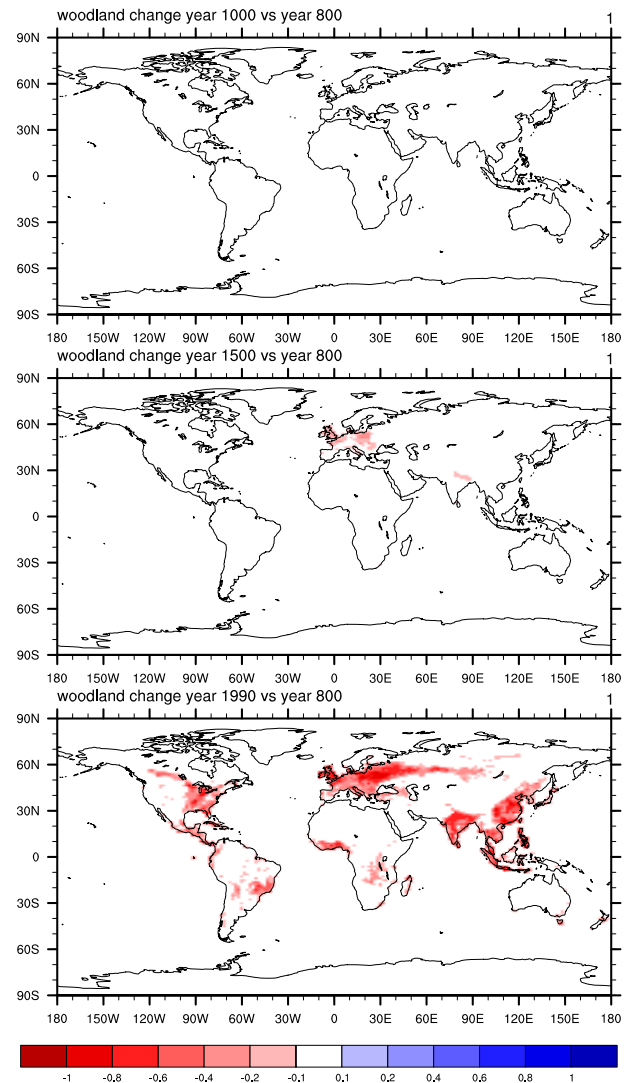 woodland change year 1000 vs year 800 1
90N
60N
30N
0
30S
60S
90S
180 150W 120W 90W 60W 30W 0 30E 60E 90E 120E 150E 180
woodland change year 1500 vs year 800 1
90N
60N
30N
0
30S
60S
90S
180 150W 120W 90W 60W 30W 0 30E 60E 90E 120E 150E 180
woodland change year 1990 vs year 800 1
90N
60N
30N
0
30S
60S
90S
180 150W 120W 90W 60W 30W 0 30E 60E 90E 120E 150E 180
-1 -0.8 -0.6 -0.4 -0.2 -0.1 0.1 0.2 0.4 0.6 0.8 1